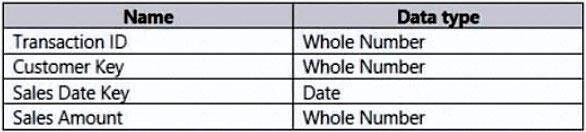 Name Data type
Transaction ID Whole Number
Customer Key Whole Number
Sales Date Key Date
Sales Amount Whole Number